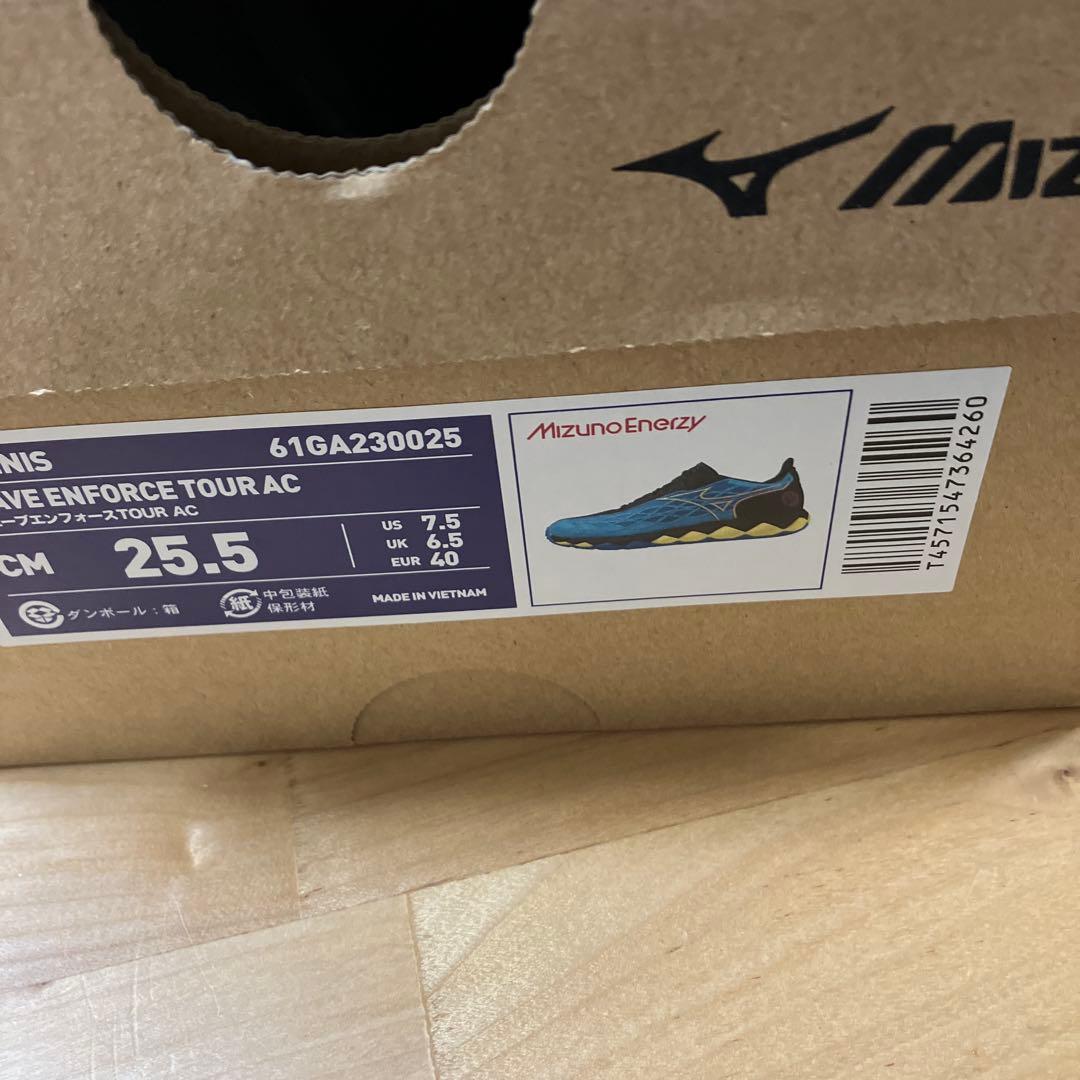 MIZ
NIS 61GA230025
AVE ENFORCE TOUR AC
ーブエンフォースTOUR AC
CM 25.5
US 7.5
UK 6.5
EUR 40
ダンボール：箱
紙 中包装紙
保形材
MADE IN VIETNAM
Mizuno Enerzy
T4571547364260